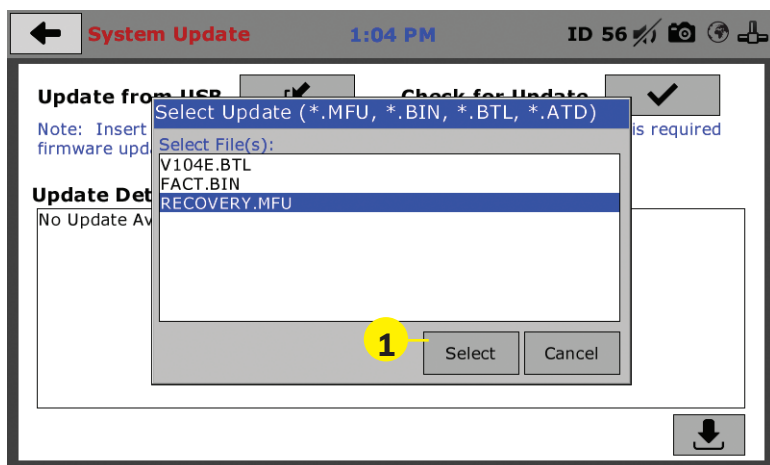 System Update 1:04 PM ID 56
Update from USB Check for Update
Select Update (*.MFU, *.BIN, *.BTL, *.ATD)
Note: Insert is required
firmware upd
Select File(s):
V104E.BTL
FACT.BIN
Update Det
RECOVERY.MFU
No Update Av
1
Select Cancel